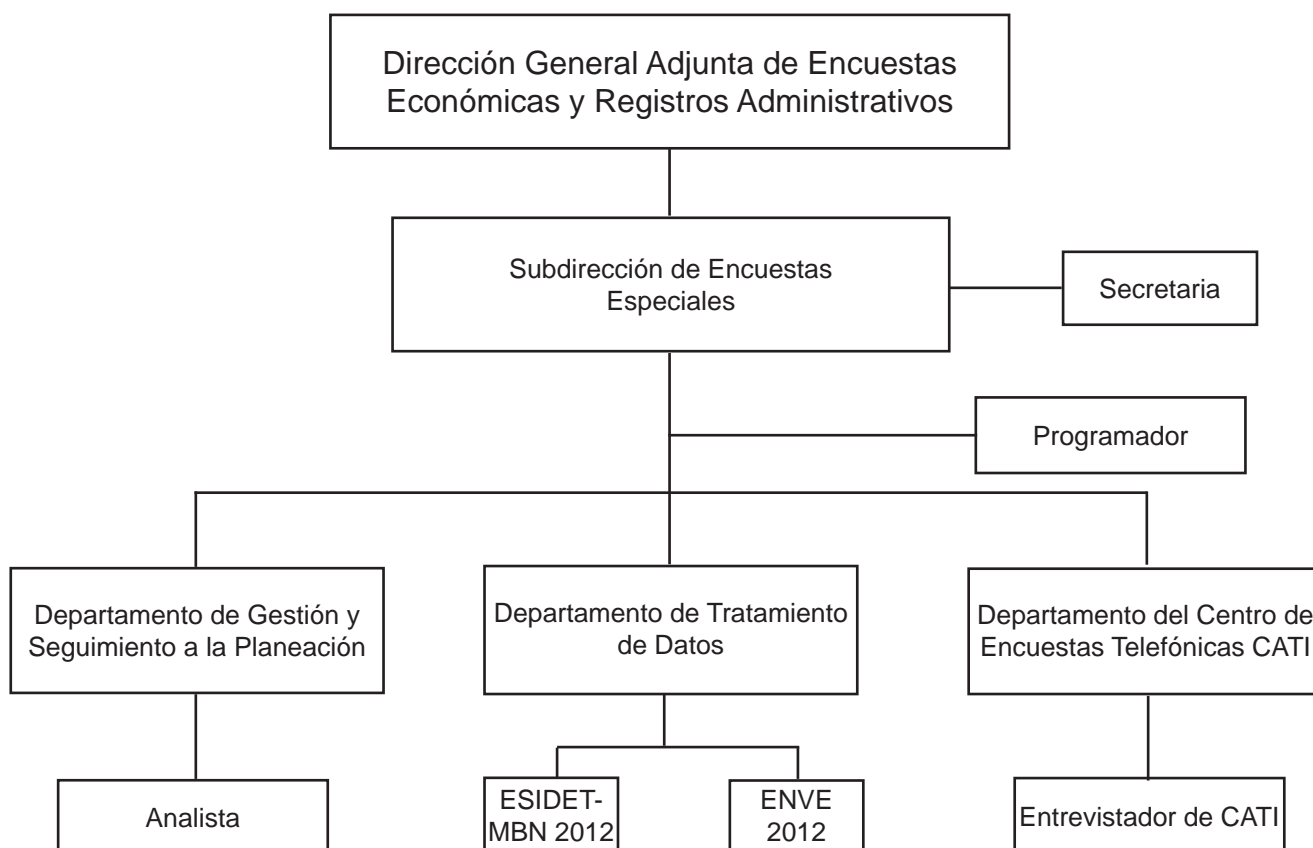 Dirección General Adjunta de Encuestas
Económicas y Registros Administrativos
Subdirección de Encuestas
Especiales
Secretaria
Programador
Departamento de Gestión y
Seguimiento a la Planeación
Departamento de Tratamiento
de Datos
Departamento del Centro de
Encuestas Telefónicas CATI
Analista
ESIDET-
MBN 2012
ENVE
2012
Entrevistador de CATI